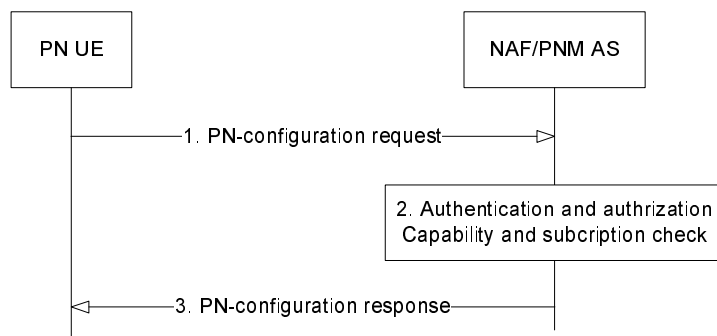 PN UE
NAF/PNM AS
1. PN-configuration request
2. Authentication and authrization
Capability and subcription check
3. PN-configuration response